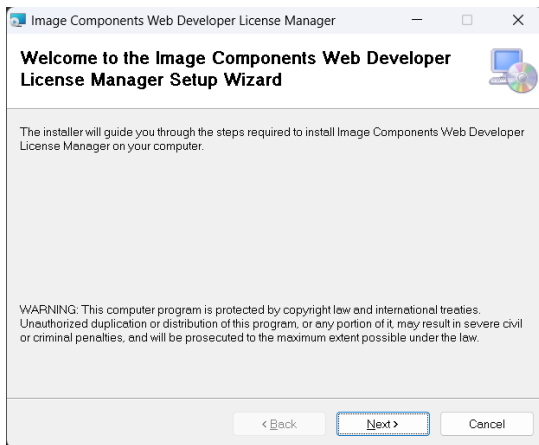 Image Components Web Developer License Manager
Welcome to the Image Components Web Developer
License Manager Setup Wizard
The installer will guide you through the steps required to install Image Components Web Developer
License Manager on your computer.
WARNING: This computer program is protected by copyright law and international treaties.
Unauthorized duplication or distribution of this program, or any portion of it, may result in severe civil
or criminal penalties, and will be prosecuted to the maximum extent possible under the law.
< Back
Next >
Cancel